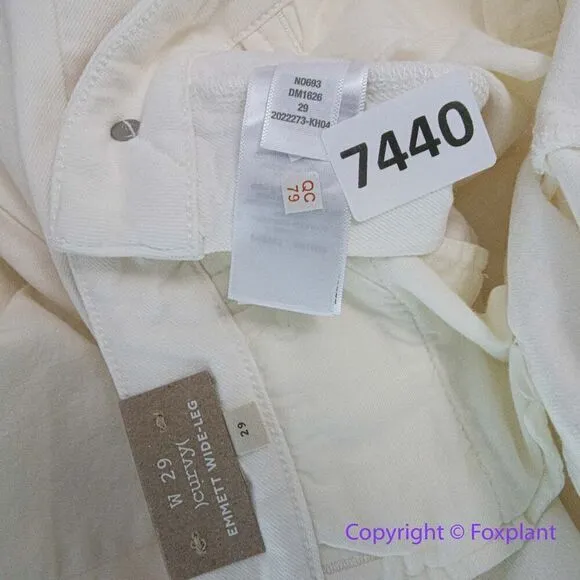 N0693
DM1626
29
2022273-KH04
7440
QC
79
29
W 29
)curvy(
EMMETT WIDE-LEG
Copyright © Foxplant